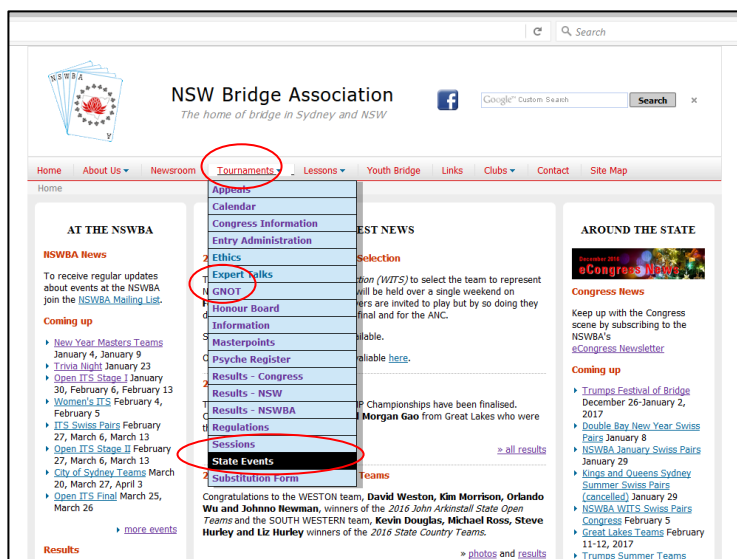 Search
NSWBA
NSW Bridge Association
The home of bridge in Sydney and NSW
Google™ Custom Search
Search
×
Home About Us Newsroom Tournaments Lessons Youth Bridge Links Clubs Contact Site Map
Home
Appeals
Calendar
Congress Information
Entry Administration
Ethics
Expert Talks
GNOT
Honour Board
Information
Masterpoints
Psyche Register
Results - Congress
Results - NSW
Results - NSWBA
Regulations
Sessions
State Events
Substitution Form
AT THE NSWBA
NSWBA News
To receive regular updates
about events at the NSWBA
join the NSWBA Mailing List.
Coming up
New Year Masters Teams
January 4, January 9
Trivia Night January 23
Open ITS Stage I January
30, February 6, February 13
Women's ITS February 4,
February 5
ITS Swiss Pairs February
27, March 6, March 13
Open ITS Stage II February
27, March 6, March 13
City of Sydney Teams March
20, March 27, April 3
Open ITS Final March 25,
March 26
more events
Results
EST NEWS
Selection
tion (WITS) to select the team to represent
will be held over a single weekend on
ers are invited to play but by so doing they
final and for the ANC.
ailable.
valiable here.
P Championships have been finalised.
Morgan Gao from Great Lakes who were
» all results
Teams
Congratulations to the WESTON team, David Weston, Kim Morrison, Orlando
Wu and Johnno Newman, winners of the 2016 John Arkinstall State Open
Teams and the SOUTH WESTERN team, Kevin Douglas, Michael Ross, Steve
Hurley and Liz Hurley winners of the 2016 State Country Teams.
» photos and results
AROUND THE STATE
December 2016
eCongress News
Congress News
Keep up with the Congress
scene by subscribing to the
NSWBA's
eCongress Newsletter
Coming up
Trumps Festival of Bridge
December 26-January 2,
2017
Double Bay New Year Swiss
Pairs January 8
NSWBA January Swiss Pairs
January 29
Kings and Queens Sydney
Summer Swiss Pairs
(cancelled) January 29
NSWBA WITS Swiss Pairs
Congress February 5
Great Lakes Teams February
11-12, 2017
Trumps Summer Teams